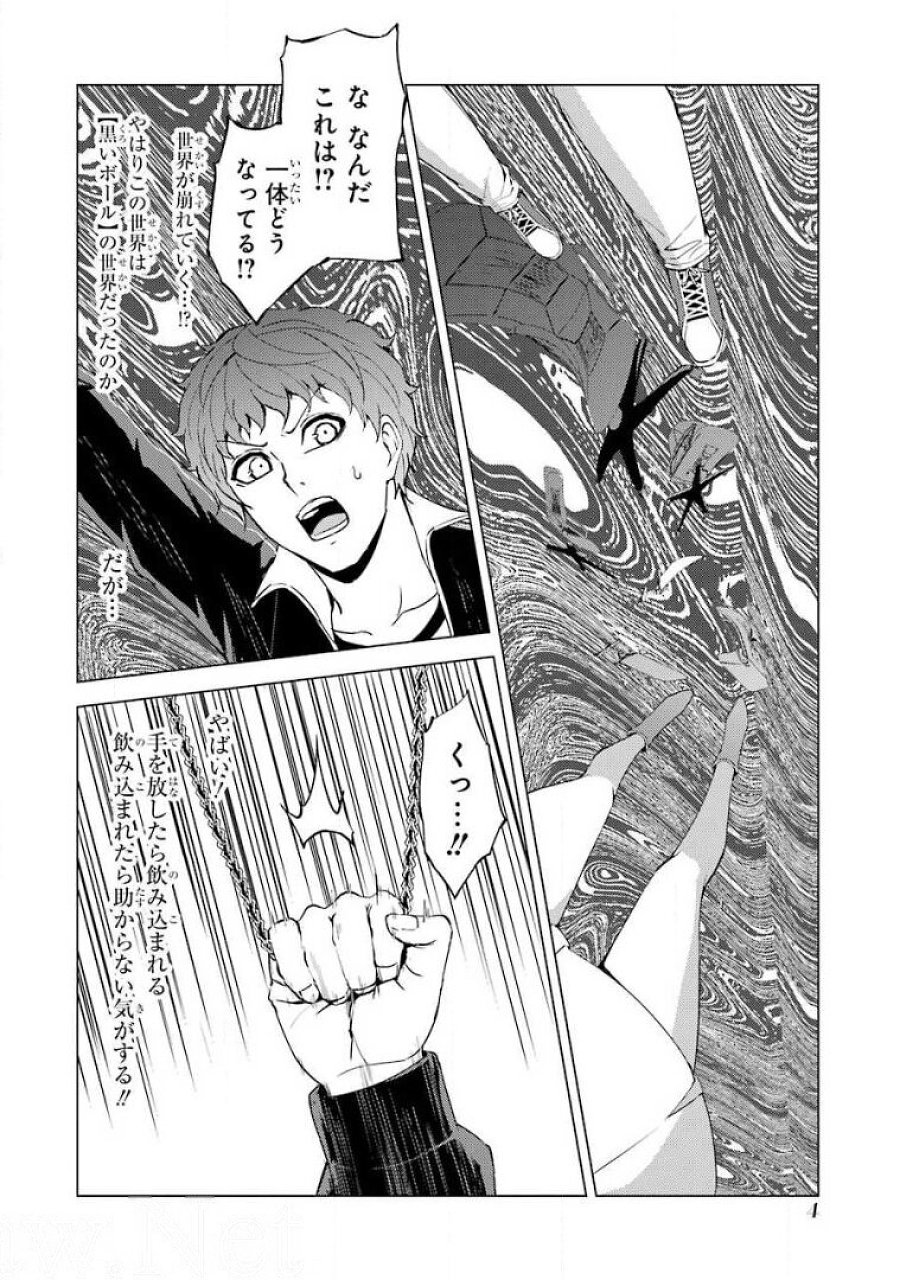 な なんだ
これは!?
一体どう
なってる!?
世界が崩れていく…!?
やはりこの世界は
【黒いボール】の世界だったのか
だが…
くっ…!!
やばい!!
手を放したら飲み込まれる
飲み込まれたら助からない気がする!!
4
rw.Net